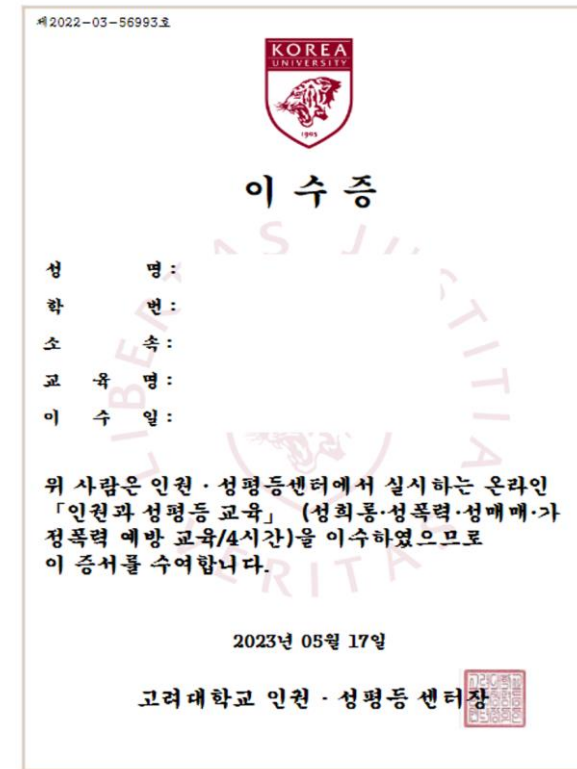 제2022-03-56993호
KOREA
UNIVERSITY
1905
이 수 증
LIBERTAS JUSTITIA VERITAS
성 명 :
학 번 :
소 속 :
교 육 명 :
이 수 일 :
위 사람은 인권 · 성평등센터에서 실시하는 온라인
「인권과 성평등 교육」 (성희롱·성폭력·성매매·가
정폭력 예방 교육/4시간)을 이수하였으므로
이 증서를 수여합니다.
2023년 05월 17일
고려대학교 인권 · 성평등 센터장